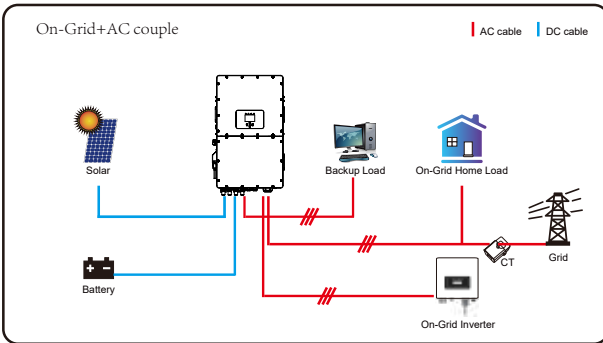 On-Grid+AC couple
AC cable
DC cable
Solar
Backup Load
On-Grid Home Load
CT
Grid
Battery
On-Grid Inverter